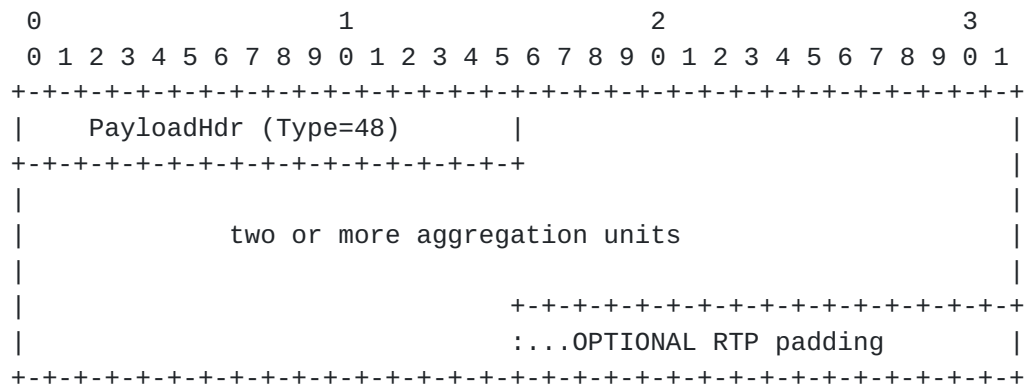 0                   1                   2                   3
 0 1 2 3 4 5 6 7 8 9 0 1 2 3 4 5 6 7 8 9 0 1 2 3 4 5 6 7 8 9 0 1
+-+-+-+-+-+-+-+-+-+-+-+-+-+-+-+-+-+-+-+-+-+-+-+-+-+-+-+-+-+-+-+-+
|    PayloadHdr (Type=48)       |                               |
+-+-+-+-+-+-+-+-+-+-+-+-+-+-+-+-+                               |
|                                                               |
|             two or more aggregation units                     |
|                                                               |
|                               +-+-+-+-+-+-+-+-+-+-+-+-+-+-+-+-+
|                               :...OPTIONAL RTP padding        |
+-+-+-+-+-+-+-+-+-+-+-+-+-+-+-+-+-+-+-+-+-+-+-+-+-+-+-+-+-+-+-+-+